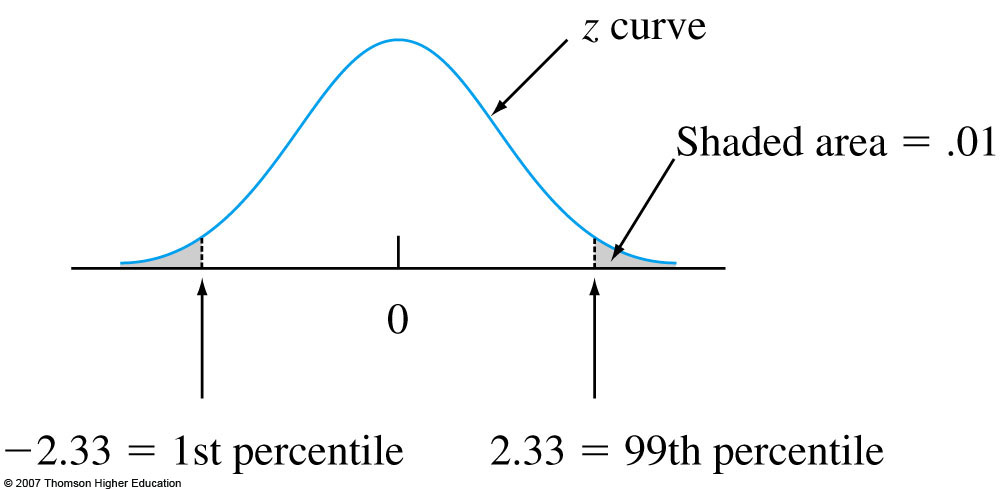 z curve
Shaded area = .01
0
−2.33 = 1st percentile
2.33 = 99th percentile
© 2007 Thomson Higher Education